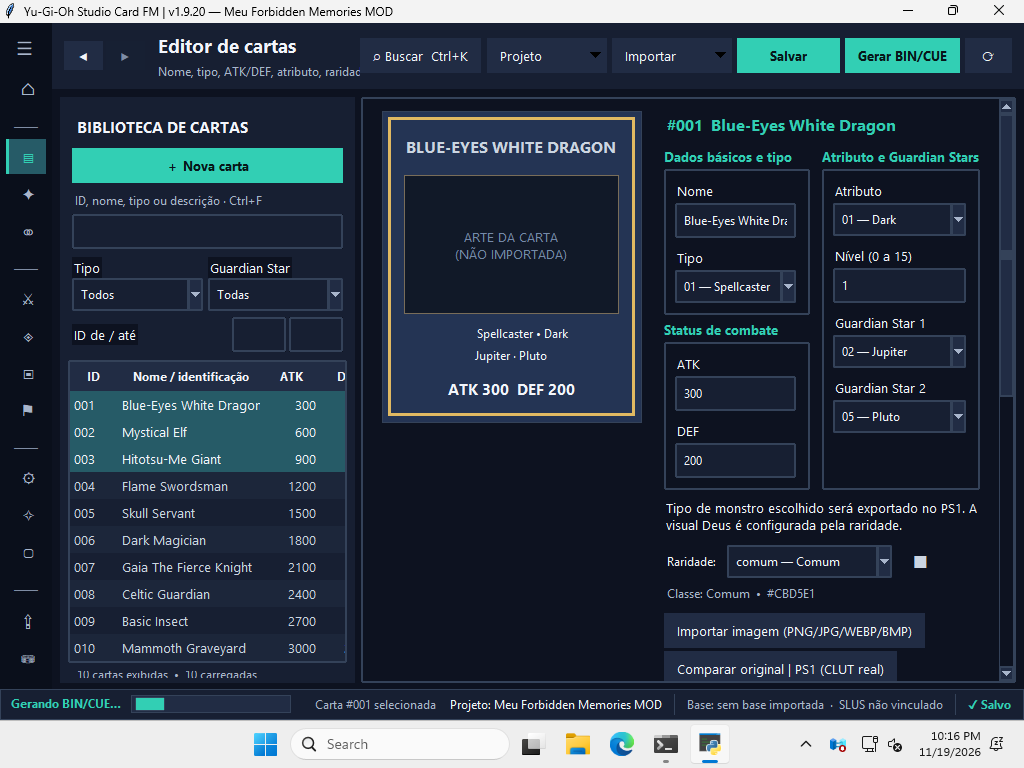 Yu-Gi-Oh Studio Card FM | v1.9.20 — Meu Forbidden Memories MOD
Editor de cartas
Nome, tipo, ATK/DEF, atributo, raridac
Buscar Ctrl+K
Projeto
Importar
Salvar
Gerar BIN/CUE
BIBLIOTECA DE CARTAS
+ Nova carta
ID, nome, tipo ou descrição · Ctrl+F
Tipo
Guardian Star
Todos
Todas
ID de / até
ID Nome / identificação ATK D
001 Blue-Eyes White Dragor 300
002 Mystical Elf 600
003 Hitotsu-Me Giant 900
004 Flame Swordsman 1200
005 Skull Servant 1500
006 Dark Magician 1800
007 Gaia The Fierce Knight 2100
008 Celtic Guardian 2400
009 Basic Insect 2700
010 Mammoth Graveyard 3000
10 cartas exibidas • 10 carregadas
BLUE-EYES WHITE DRAGON
ARTE DA CARTA
(NÃO IMPORTADA)
Spellcaster • Dark
Jupiter · Pluto
ATK 300 DEF 200
#001 Blue-Eyes White Dragon
Dados básicos e tipo
Nome
Blue-Eyes White Dra
Tipo
01 — Spellcaster
Status de combate
ATK
300
DEF
200
Atributo e Guardian Stars
Atributo
01 — Dark
Nível (0 a 15)
1
Guardian Star 1
02 — Jupiter
Guardian Star 2
05 — Pluto
Tipo de monstro escolhido será exportado no PS1. A
visual Deus é configurada pela raridade.
Raridade:
comum — Comum
Classe: Comum • #CBD5E1
Importar imagem (PNG/JPG/WEBP/BMP)
Comparar original | PS1 (CLUT real)
Gerando BIN/CUE...
Carta #001 selecionada
Projeto: Meu Forbidden Memories MOD
Base: sem base importada · SLUS não vinculado
✓ Salvo
Search
10:16 PM
11/19/2026